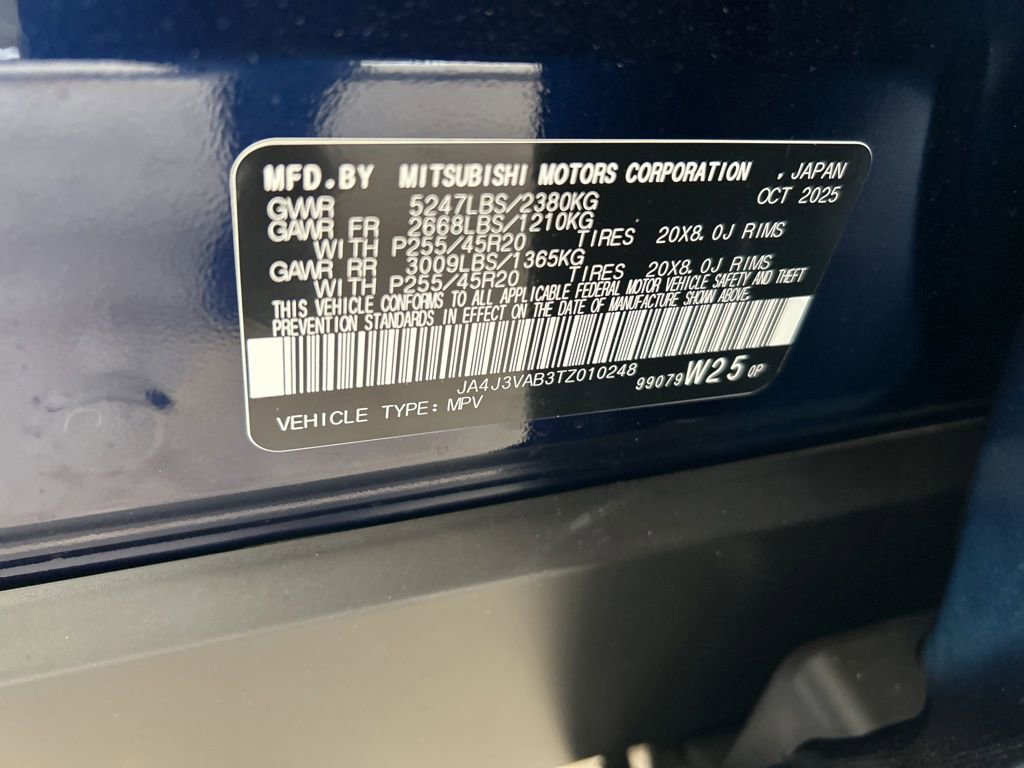 MFD.BY MITSUBISHI MOTORS CORPORATION , JAPAN
OCT 2025
GVWR 5247LBS/2380KG
GAWR FR 2668LBS/1210KG
WITH P255/45R20 TIRES 20X8.0J RIMS
GAWR RR 3009LBS/1365KG
WITH P255/45R20 TIRES 20X8.0J RIMS
THIS VEHICLE CONFORMS TO ALL APPLICABLE FEDERAL MOTOR VEHICLE SAFETY AND THEFT
PREVENTION STANDARDS IN EFFECT ON THE DATE OF MANUFACTURE SHOWN ABOVE.
JA4J3VAB3TZ010248 99079 W25 0P
VEHICLE TYPE: MPV